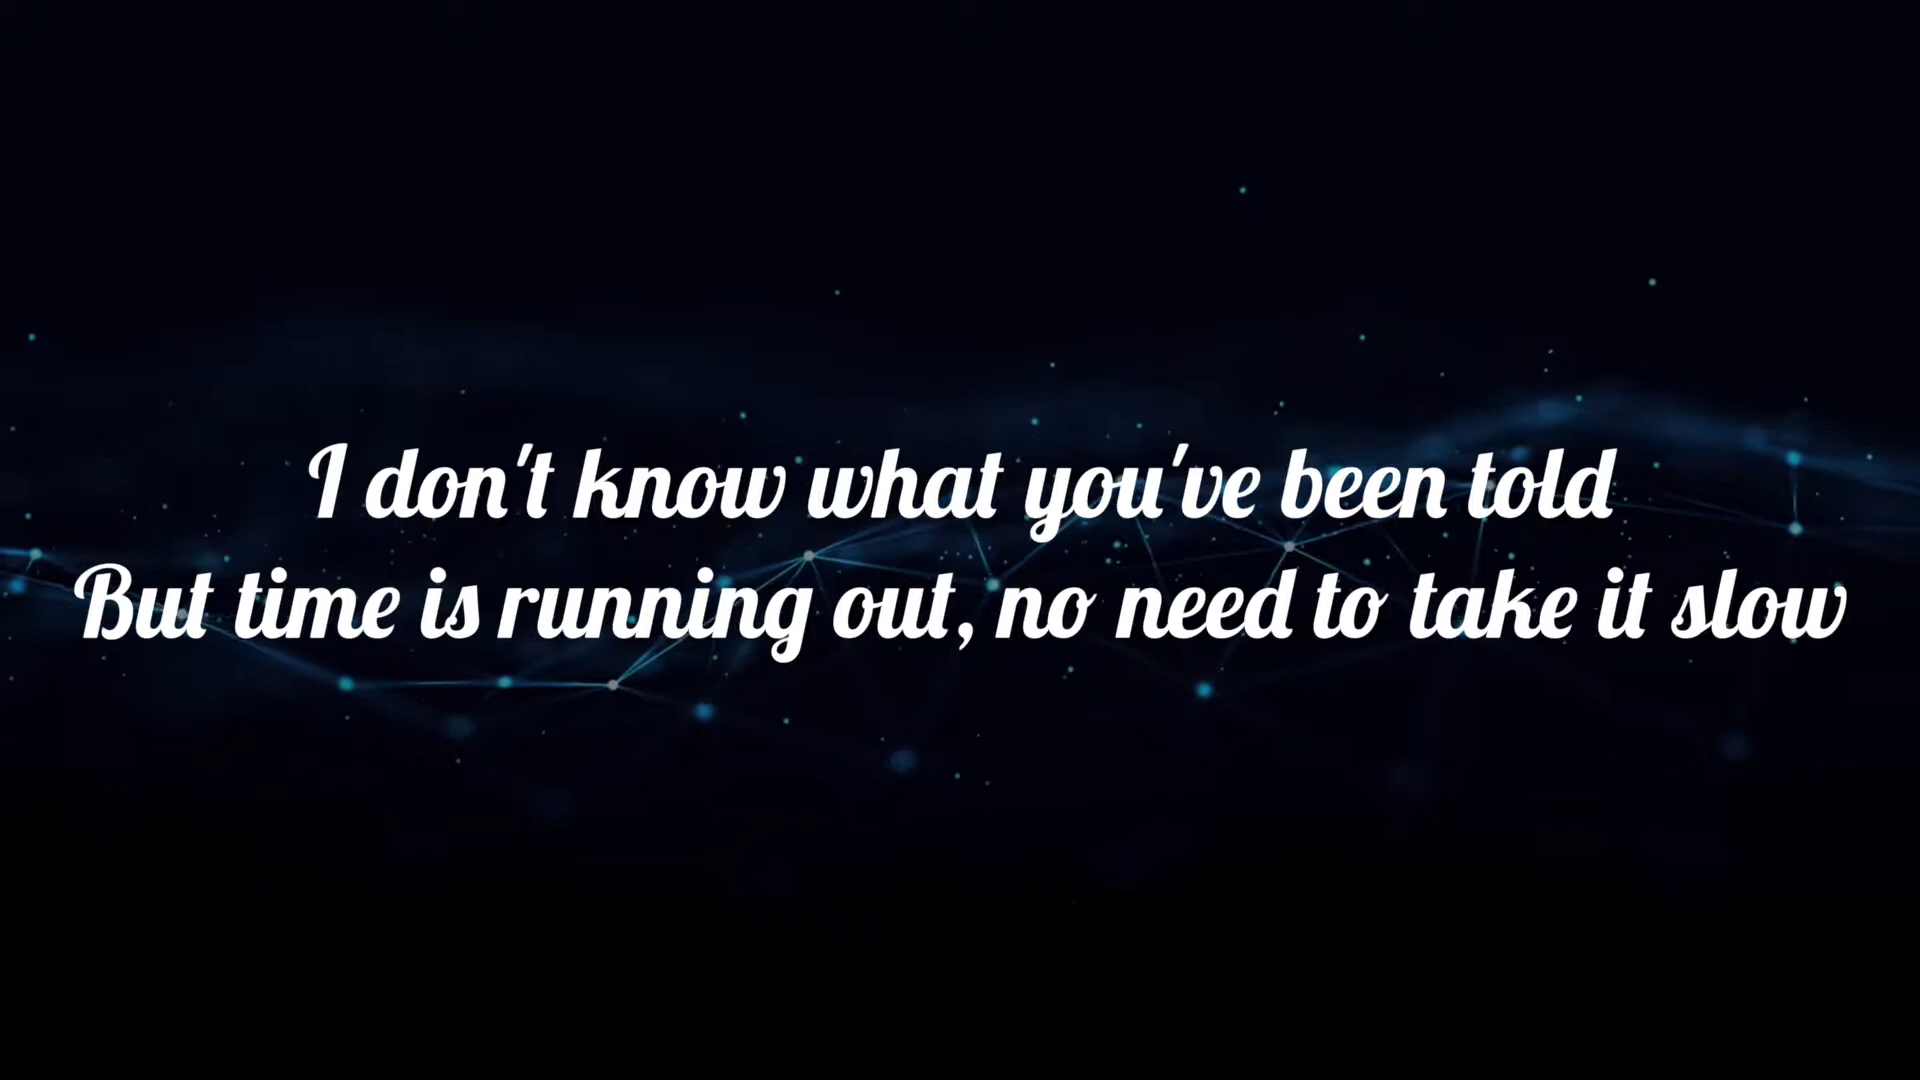 I don't know what you've been told
But time is running out, no need to take it slow